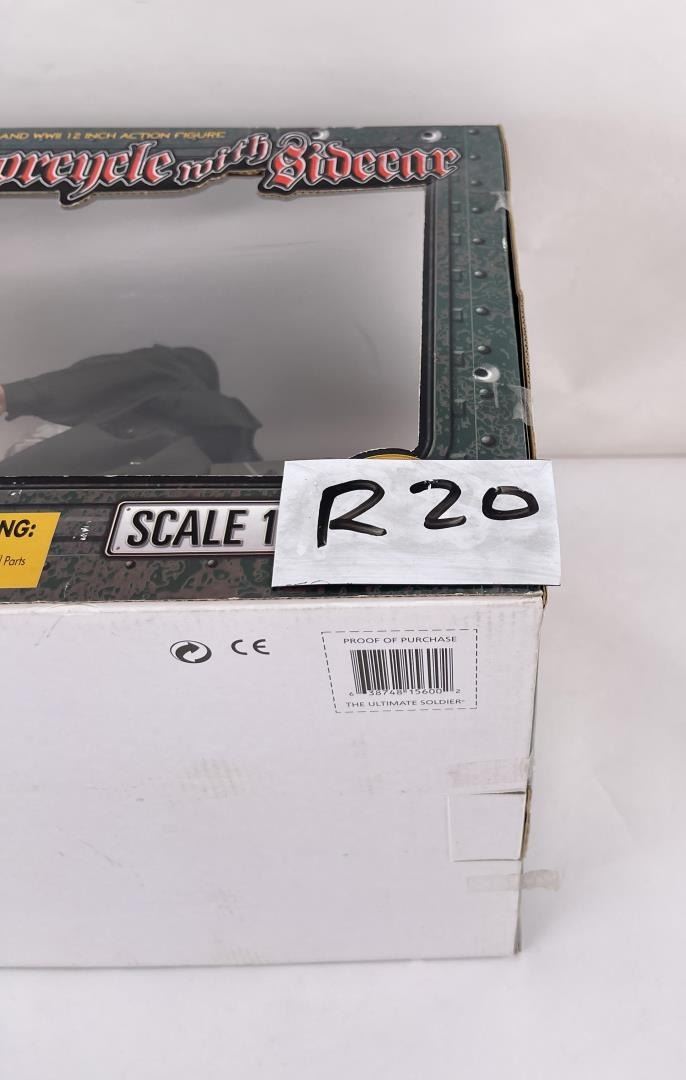 AND WWII 12 INCH ACTION FIGURE
orcycle with Sidecar
R20
NG:
SCALE 1
Parts
CE
PROOF OF PURCHASE
6 38748 15600 2
THE ULTIMATE SOLDIER